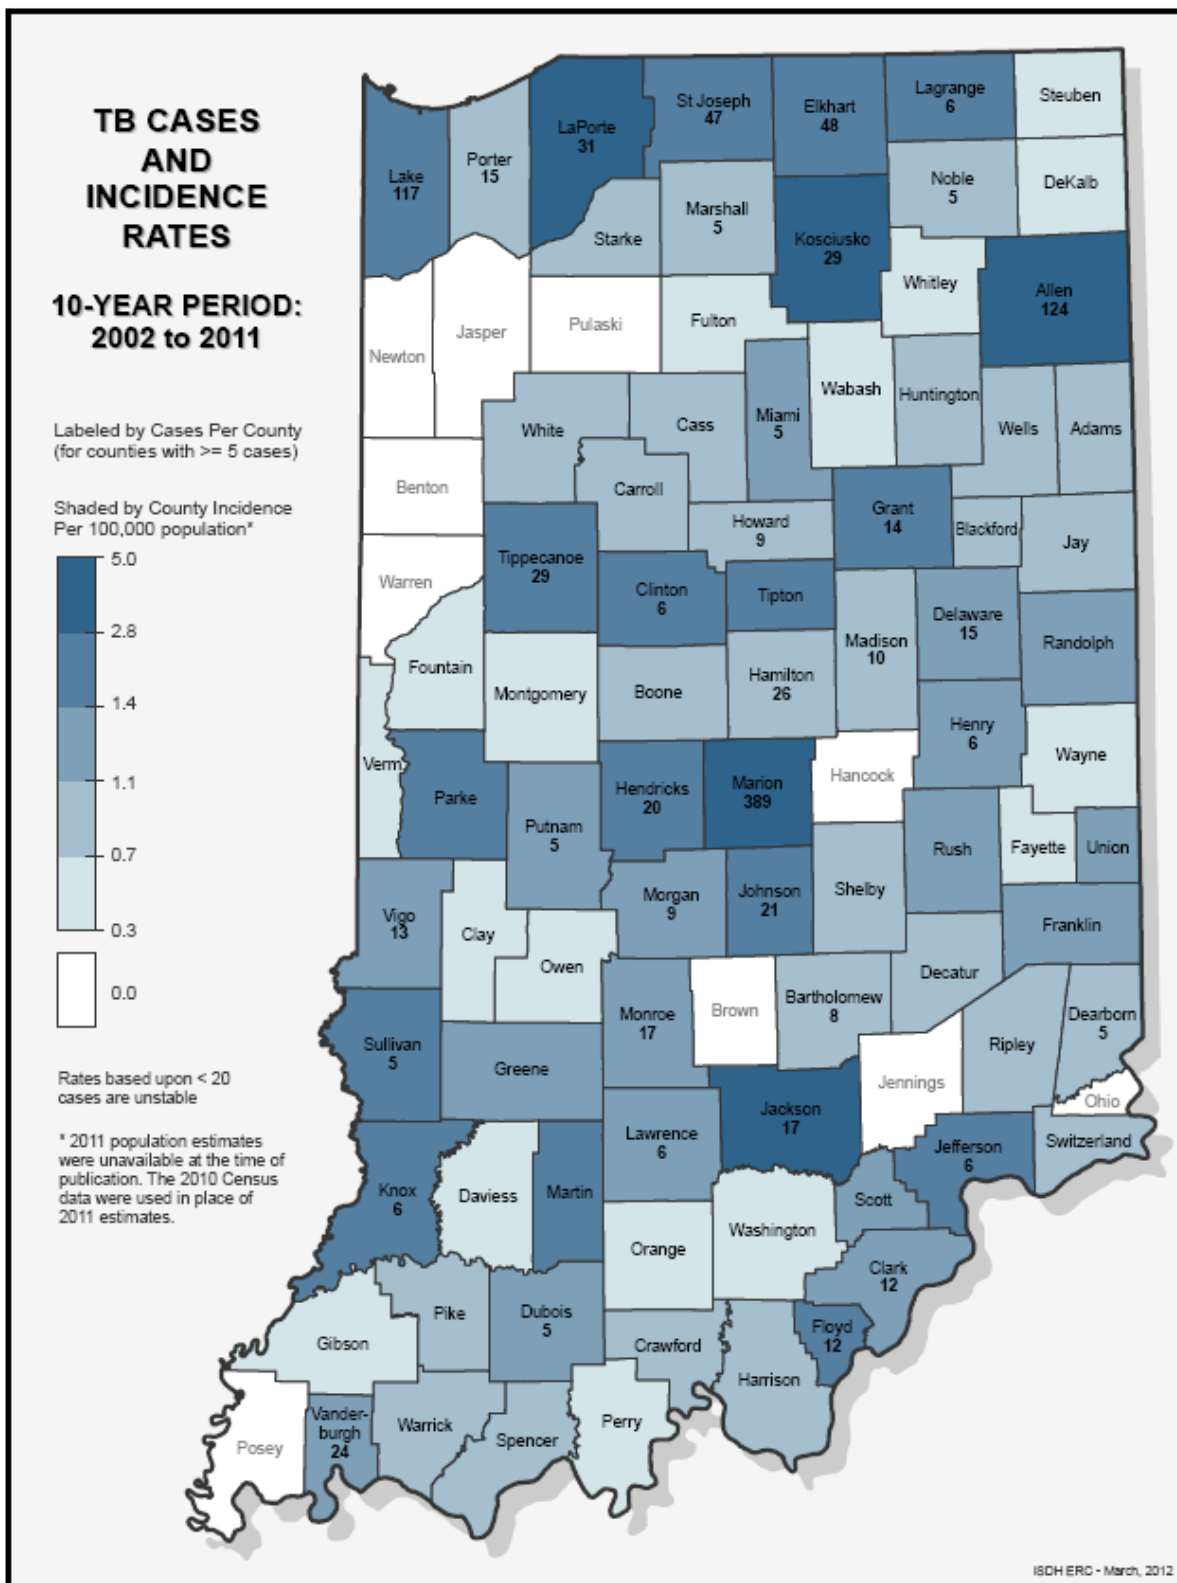 TB CASES
AND
INCIDENCE
RATES
10-YEAR PERIOD:
2002 to 2011
Labeled by Cases Per County
(for counties with >= 5 cases)
Shaded by County Incidence
Per 100,000 population*
5.0
2.8
1.4
1.1
0.7
0.3
0.0
Rates based upon < 20
cases are unstable
* 2011 population estimates
were unavailable at the time of
publication. The 2010 Census
data were used in place of
2011 estimates.
Lake
117
Porter
15
LaPorte
31
St Joseph
47
Elkhart
48
Lagrange
6
Steuben
Noble
5
DeKalb
Starke
Marshall
5
Kosciusko
29
Whitley
Allen
124
Newton
Jasper
Pulaski
Fulton
Wabash
Huntington
Wells
Adams
White
Cass
Miami
5
Benton
Carroll
Howard
9
Grant
14
Blackford
Jay
Warren
Tippecanoe
29
Clinton
6
Tipton
Madison
10
Delaware
15
Randolph
Fountain
Montgomery
Boone
Hamilton
26
Henry
6
Wayne
Verm.
Parke
Putnam
5
Hendricks
20
Marion
389
Hancock
Rush
Fayette
Union
Vigo
13
Clay
Owen
Morgan
9
Johnson
21
Shelby
Franklin
Decatur
Sullivan
5
Greene
Monroe
17
Brown
Bartholomew
8
Jennings
Ripley
Dearborn
5
Ohio
Knox
6
Daviess
Martin
Lawrence
6
Jackson
17
Jefferson
6
Switzerland
Scott
Orange
Washington
Clark
12
Floyd
12
Gibson
Pike
Dubois
5
Crawford
Harrison
Posey
Vander-
burgh
24
Warrick
Spencer
Perry
ISDH ERC - March, 2012